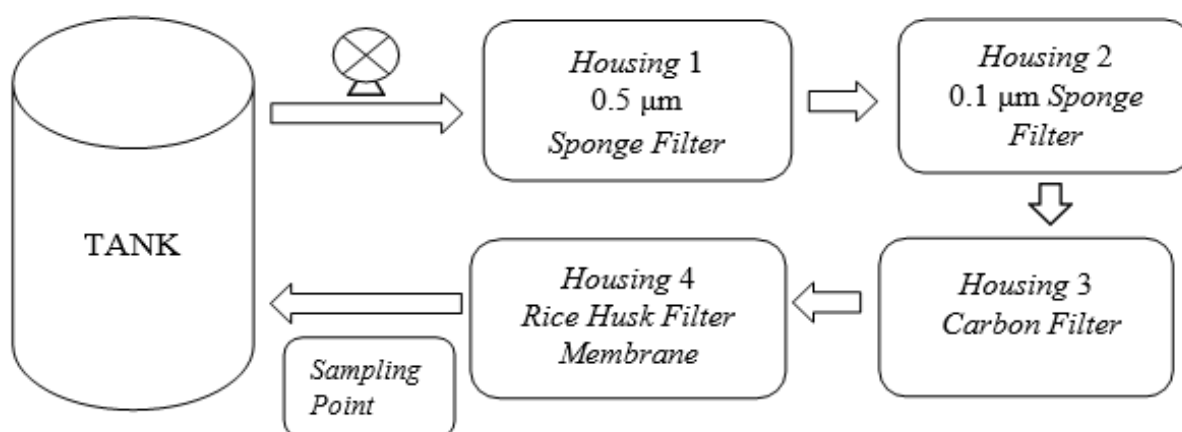 TANK
Housing 1
0.5 μm
Sponge Filter
Housing 2
0.1 μm Sponge
Filter
Housing 3
Carbon Filter
Housing 4
Rice Husk Filter
Membrane
Sampling
Point